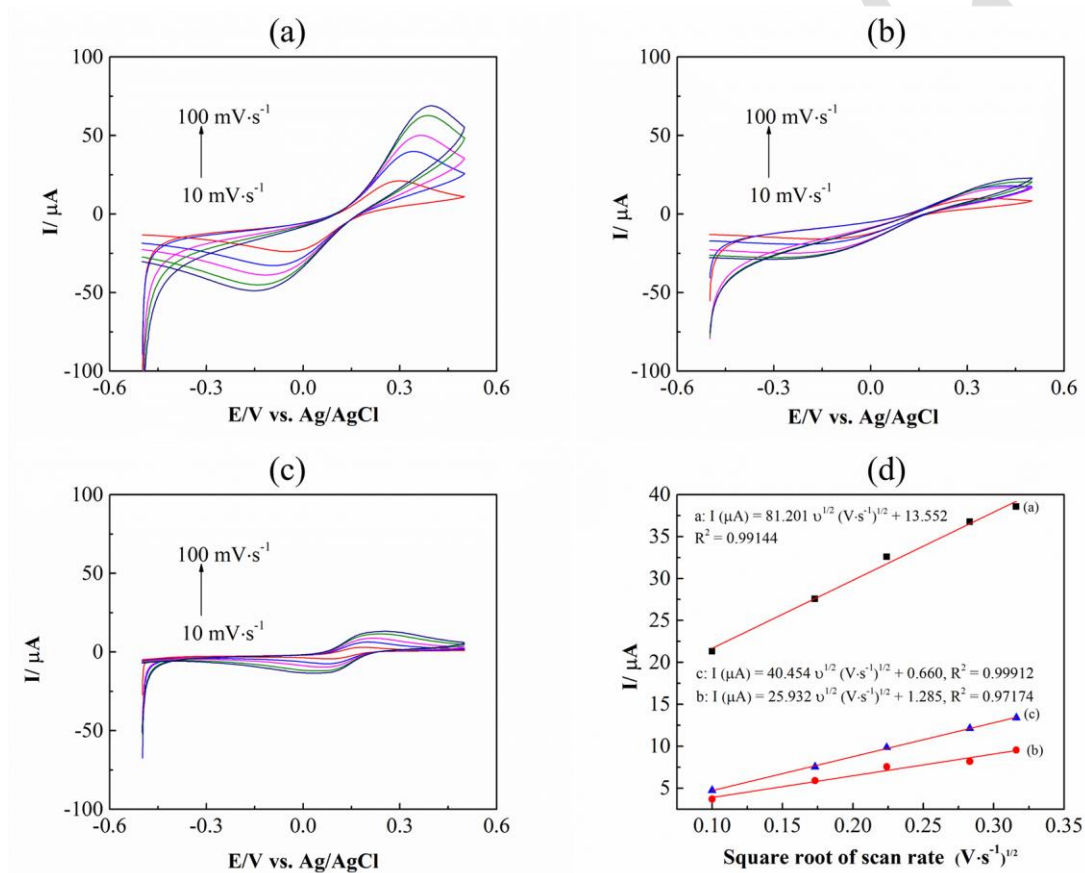 (a)
100
50
0
-50
-100
I/ μA
100 mV·s⁻¹
10 mV·s⁻¹
-0.6 -0.3 0.0 0.3 0.6
E/V vs. Ag/AgCl
(b)
100
50
0
-50
-100
I/ μA
100 mV·s⁻¹
10 mV·s⁻¹
-0.6 -0.3 0.0 0.3 0.6
E/V vs. Ag/AgCl
(c)
100
50
0
-50
-100
I/ μA
100 mV·s⁻¹
10 mV·s⁻¹
-0.6 -0.3 0.0 0.3 0.6
E/V vs. Ag/AgCl
(d)
40
35
30
25
20
15
10
5
I/ μA
a: I (μA) = 81.201 υ^1/2 (V·s⁻¹)^1/2 + 13.552
R² = 0.99144
(a)
c: I (μA) = 40.454 υ^1/2 (V·s⁻¹)^1/2 + 0.660, R² = 0.99912
b: I (μA) = 25.932 υ^1/2 (V·s⁻¹)^1/2 + 1.285, R² = 0.97174
(c)
(b)
0.10 0.15 0.20 0.25 0.30 0.35
Square root of scan rate (V·s⁻¹)^1/2